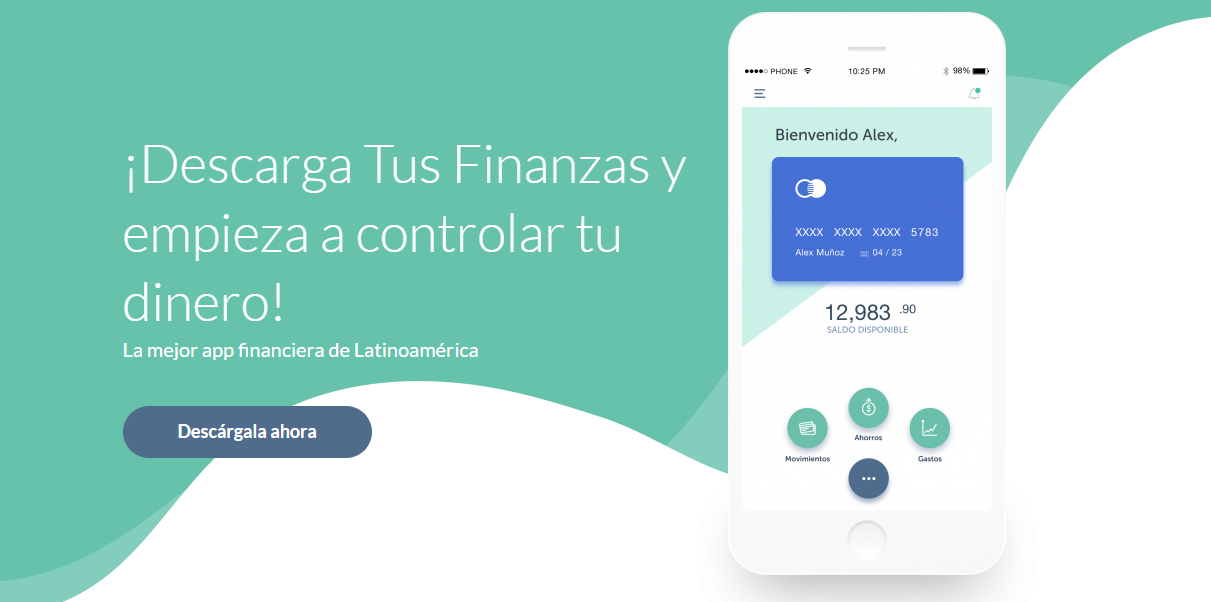 ¡Descarga Tus Finanzas y
empieza a controlar tu
dinero!
La mejor app financiera de Latinoamérica
Descárgala ahora
PHONE 10:25 PM 98%
Bienvenido Alex,
XXXX XXXX XXXX 5783
Alex Muñoz 04 / 23
12,983 .90
SALDO DISPONIBLE
Ahorros
Movimientos Gastos